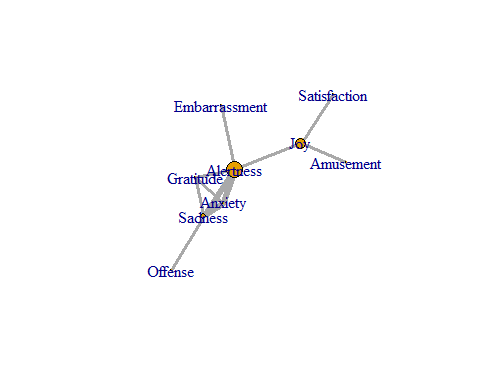 Satisfaction
Embarrassment
Joy
Amusement
Alertness
Gratitude
Anxiety
Sadness
Offense